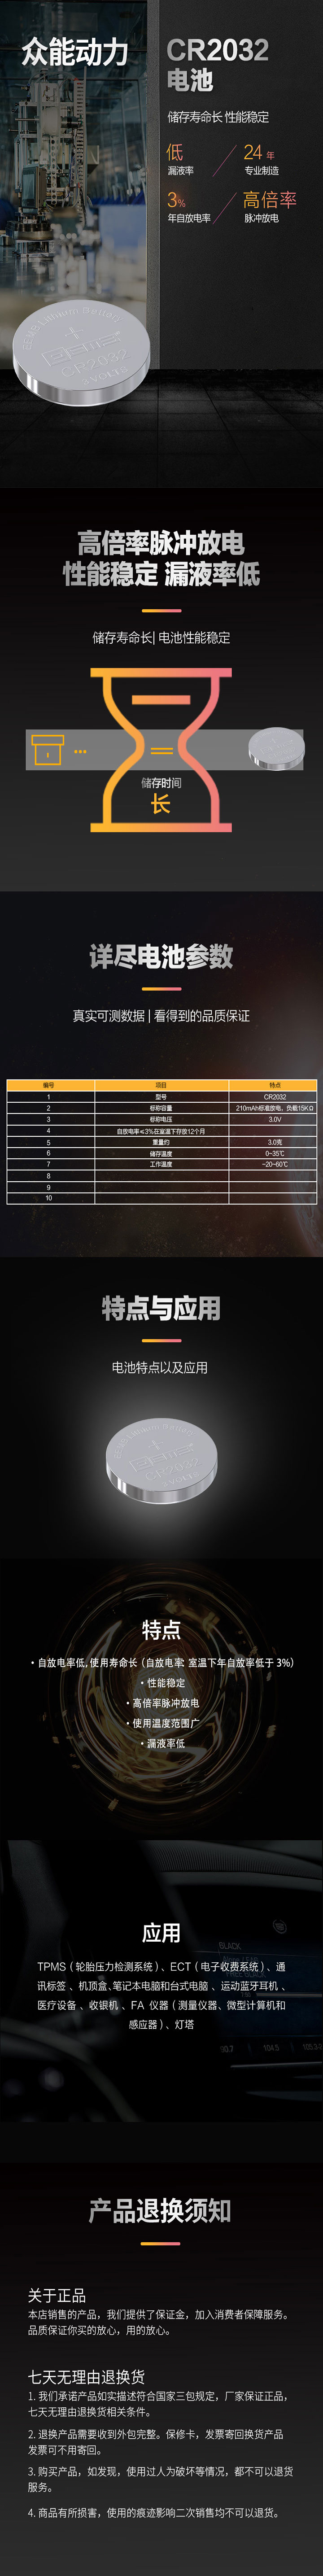 众能动力
CR2032
电池
储存寿命长 性能稳定
低
漏液率
24 年
专业制造
3%
年自放电率
高倍率
脉冲放电
CR2032
高倍率脉冲放电
性能稳定 漏液率低
储存寿命长| 电池性能稳定
储存时间
长
详尽电池参数
真实可测数据 | 看得到的品质保证
编号 项目 特点
1 型号 CR2032
2 标称容量 210mAh标准放电，负载15KΩ
3 标称电压 3.0V
4 自放电率≤3%在室温下存放12个月
5 重量约 3.0克
6 储存温度 0~35℃
7 工作温度 -20~60℃
8
9
10
特点与应用
电池特点以及应用
CR2032
特点
• 自放电率低, 使用寿命长（自放电率 室温下年自放率低于 3%）
• 性能稳定
• 高倍率脉冲放电
• 使用温度范围广
• 漏液率低
应用
BLACK
TPMS（轮胎压力检测系统）、ECT（电子收费系统）、通
讯标签 、机顶盒、笔记本电脑和台式电脑 、运动蓝牙耳机 、
医疗设备 、收银机 、FA 仪器（测量仪器、微型计算机和
感应器）、灯塔
104.5
产品退换须知
关于正品
本店销售的产品，我们提供了保证金，加入消费者保障服务。
品质保证你买的放心，用的放心。
七天无理由退换货
1. 我们承诺产品如实描述符合国家三包规定，厂家保证正品，
七天无理由退换货相关条件。
2. 退换产品需要收到外包完整。保修卡，发票寄回换货产品
发票可不用寄回。
3. 购买产品，如发现，使用过人为破坏等情况，都不可以退货
服务。
4. 商品有所损害，使用的痕迹影响二次销售均不可以退货。